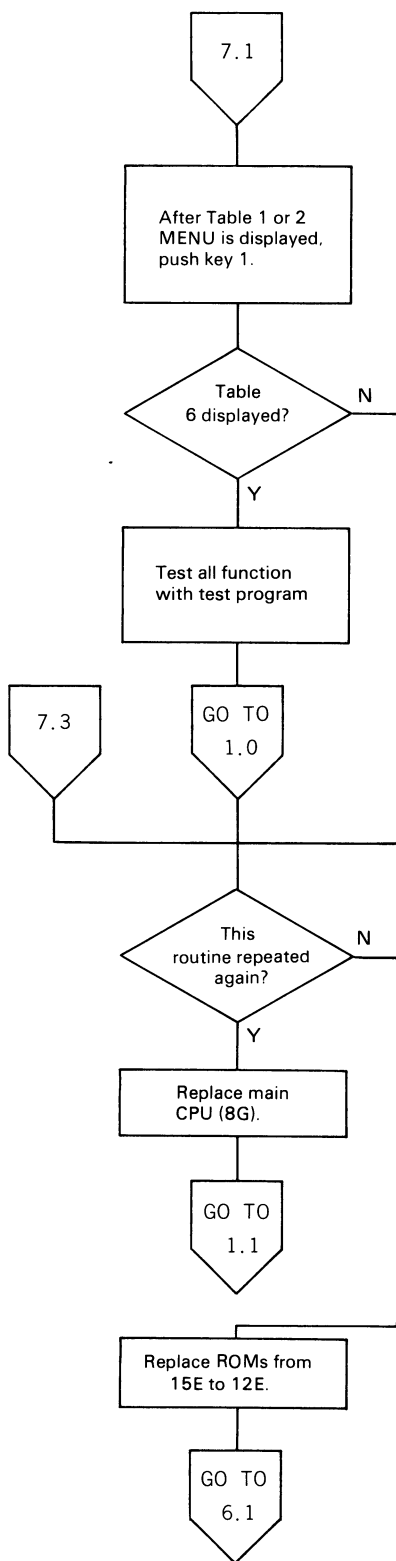 7.1
After Table 1 or 2
MENU is displayed,
push key 1.
Table
6 displayed?
N
Y
Test all function
with test program
7.3
GO TO
1.0
This
routine repeated
again?
N
Y
Replace main
CPU (8G).
GO TO
1.1
Replace ROMs from
15E to 12E.
GO TO
6.1